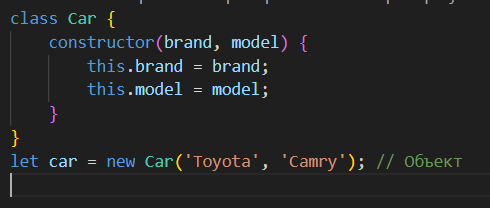 class Car {
    constructor(brand, model) {
        this.brand = brand;
        this.model = model;
    }
}
let car = new Car('Toyota', 'Camry'); // Объект